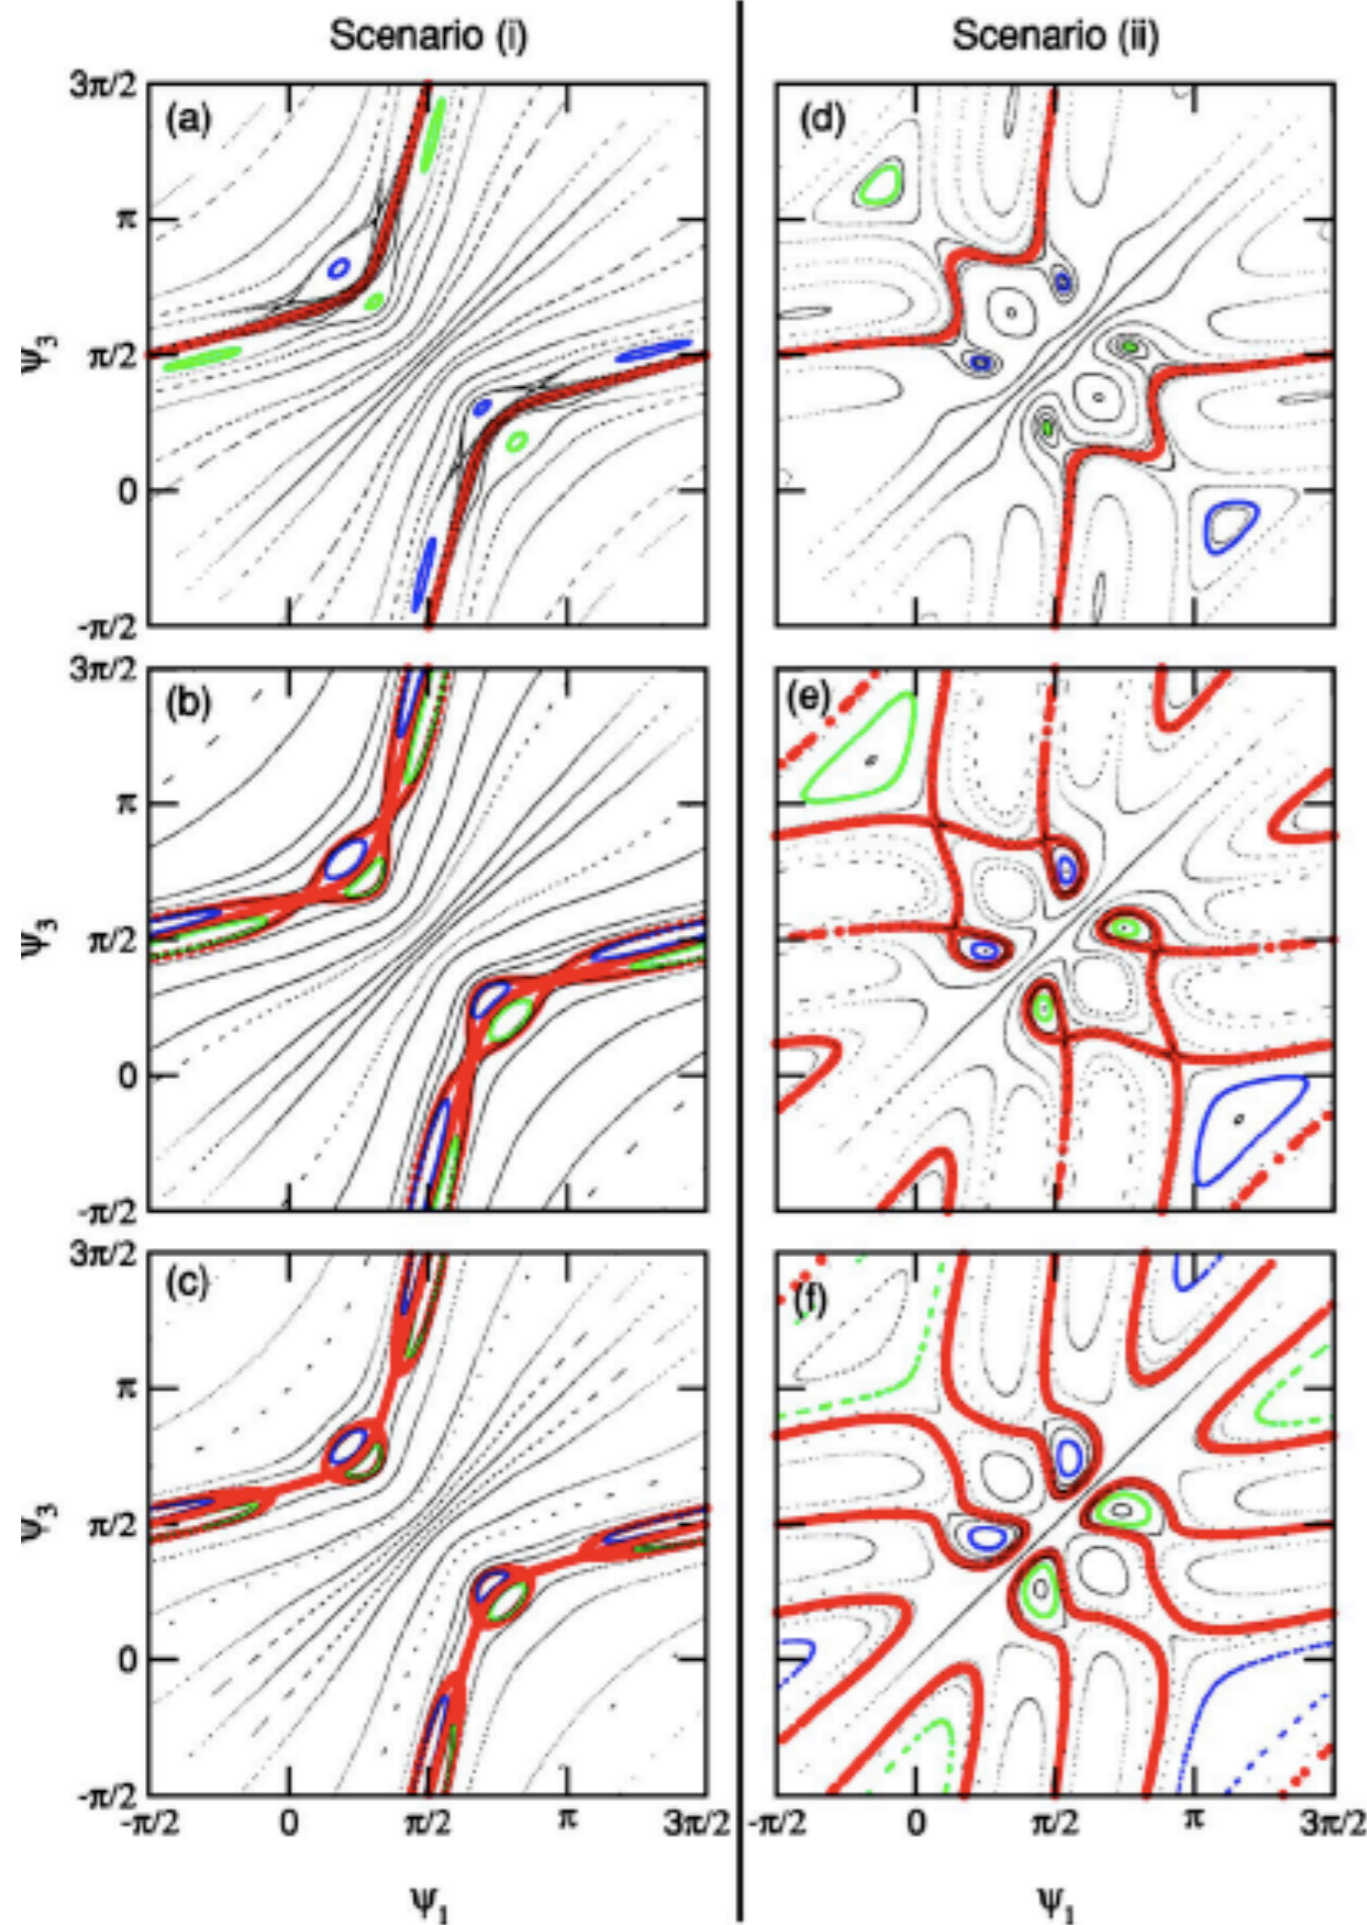 Scenario (i)
Scenario (ii)
3π/2
(a)
(d)
π
ψ3
π/2
0
-π/2
3π/2
(b)
(e)
π
ψ3
π/2
0
-π/2
3π/2
(c)
(f)
π
ψ3
π/2
0
-π/2
-π/2 0 π/2 π 3π/2
-π/2 0 π/2 π 3π/2
ψ1
ψ1